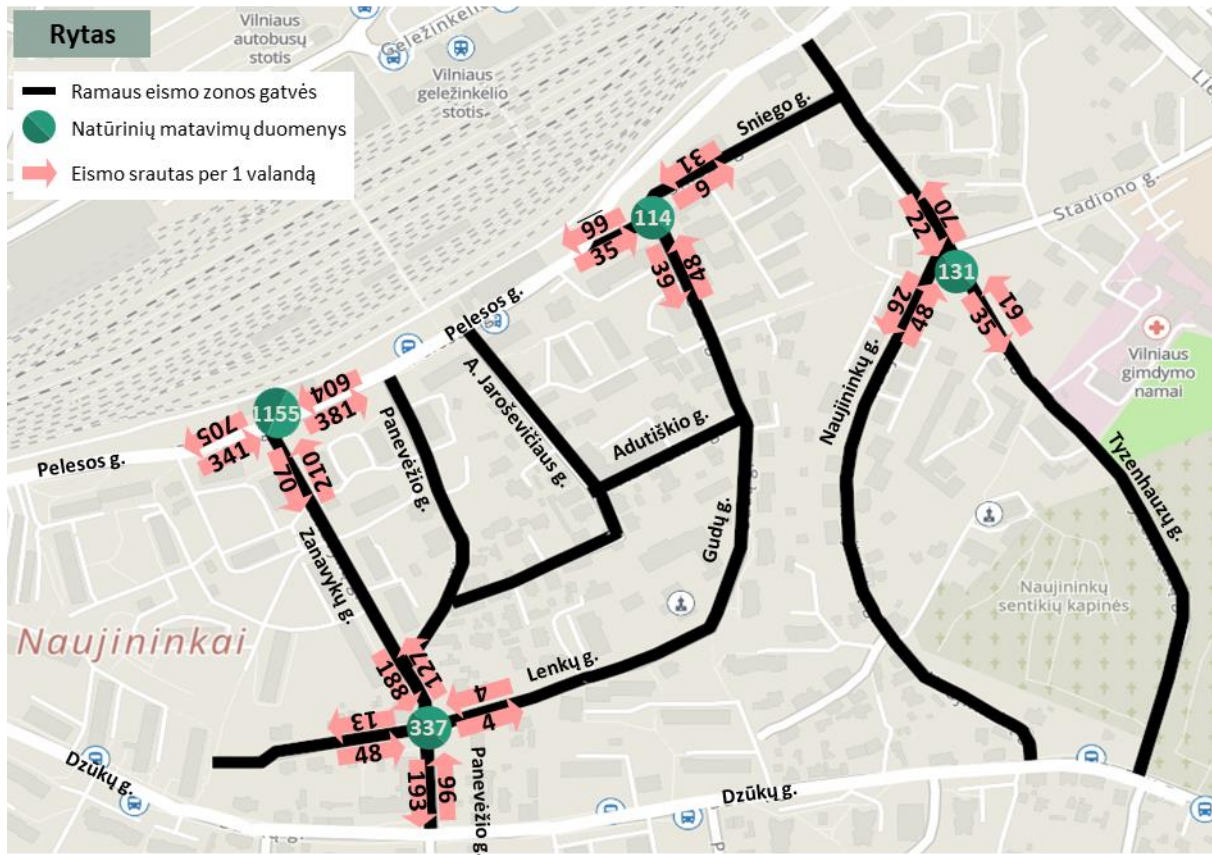 Rytas
Ramaus eismo zonos gatvės
Natūrinių matavimų duomenys
Eismo srautas per 1 valandą
Vilniaus
autobusų
stotis
Geležinkelio
Vilniaus
geležinkelio
stotis
Sniego g.
31
9
114
66
35
39
48
70
22
Stadiono g.
131
26
48
61
35
Vilniaus
gimdymo
namai
Pelesos g.
604
381
1155
705
341
Pelesos g.
70
210
Panevėžio g.
A. Jaroševičiaus g.
Adutiškio g.
Gudų g.
Naujininkų g.
Tyzenhauzų g.
Zanavykų g.
Naujininkų
sentikių kapinės
Naujininkai
188
127
Lenkų g.
4
4
337
13
48
193
96
Panevėžio g.
Dzūkų g.
Dzūkų g.